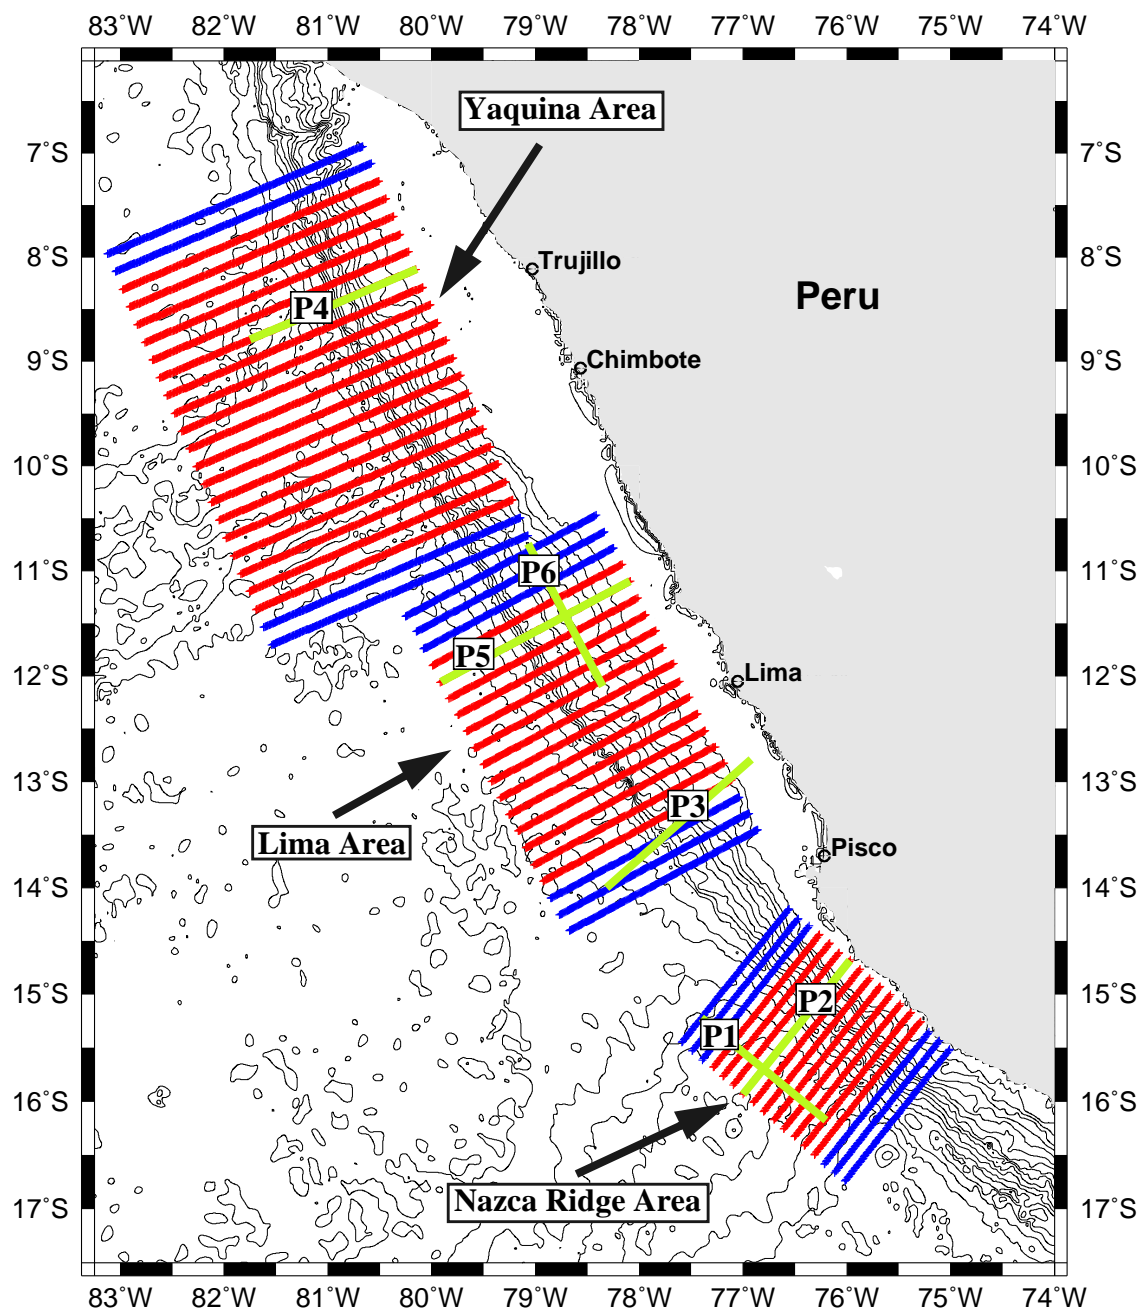 83°W 82°W 81°W 80°W 79°W 78°W 77°W 76°W 75°W 74°W
Yaquina Area
7°S 7°S
8°S 8°S
Trujillo
Peru
P4
9°S 9°S
Chimbote
10°S 10°S
11°S 11°S
P6
P5
12°S 12°S
Lima
13°S 13°S
P3
Lima Area
Pisco
14°S 14°S
15°S 15°S
P2
P1
16°S 16°S
Nazca Ridge Area
17°S 17°S
83°W 82°W 81°W 80°W 79°W 78°W 77°W 76°W 75°W 74°W